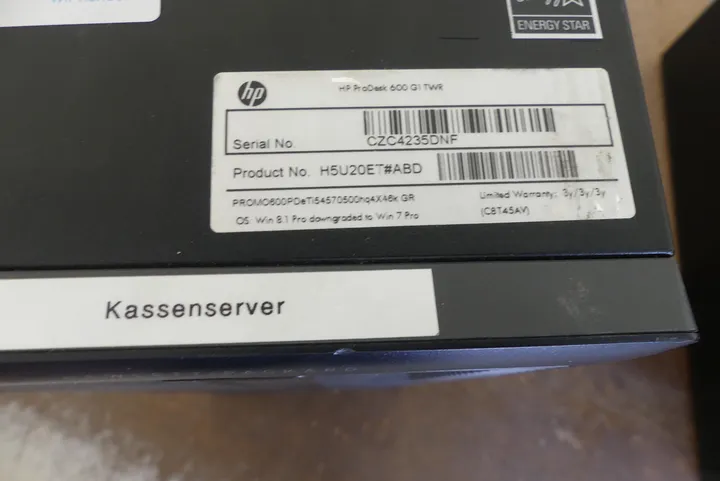 ENERGY STAR
hp
HP ProDesk 600 G1 TWR
Serial No.
CZC4235DNF
Product No. H5U20ET#ABD
PROMO600PDeTi54570500hq4X46k GR
Limited Warranty: 3y/3y/3y
OS: Win 8.1 Pro downgraded to Win 7 Pro
(C8T45AV)
Kassenserver